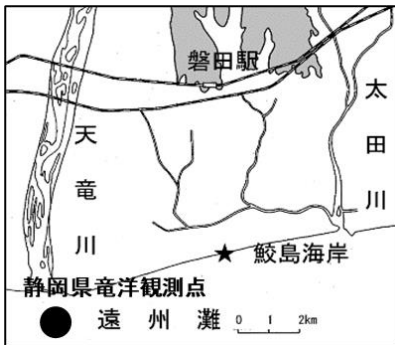 磐田駅
太田川
天竜川
鮫島海岸
静岡県竜洋観測点
遠州灘
0 1 2km